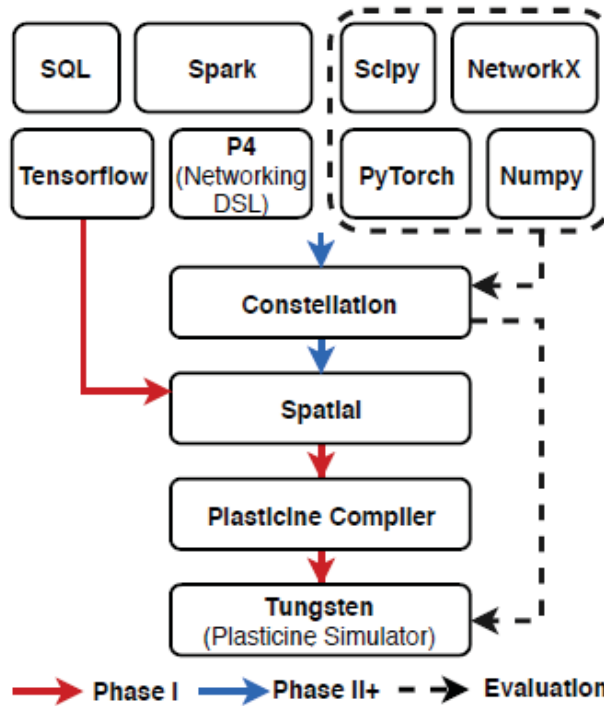 SQL
Spark
Scipy
NetworkX
Tensorflow
P4
(Networking
DSL)
PyTorch
Numpy
Constellation
Spatial
Plasticine Compiler
Tungsten
(Plasticine Simulator)
Phase I
Phase II+
Evaluation